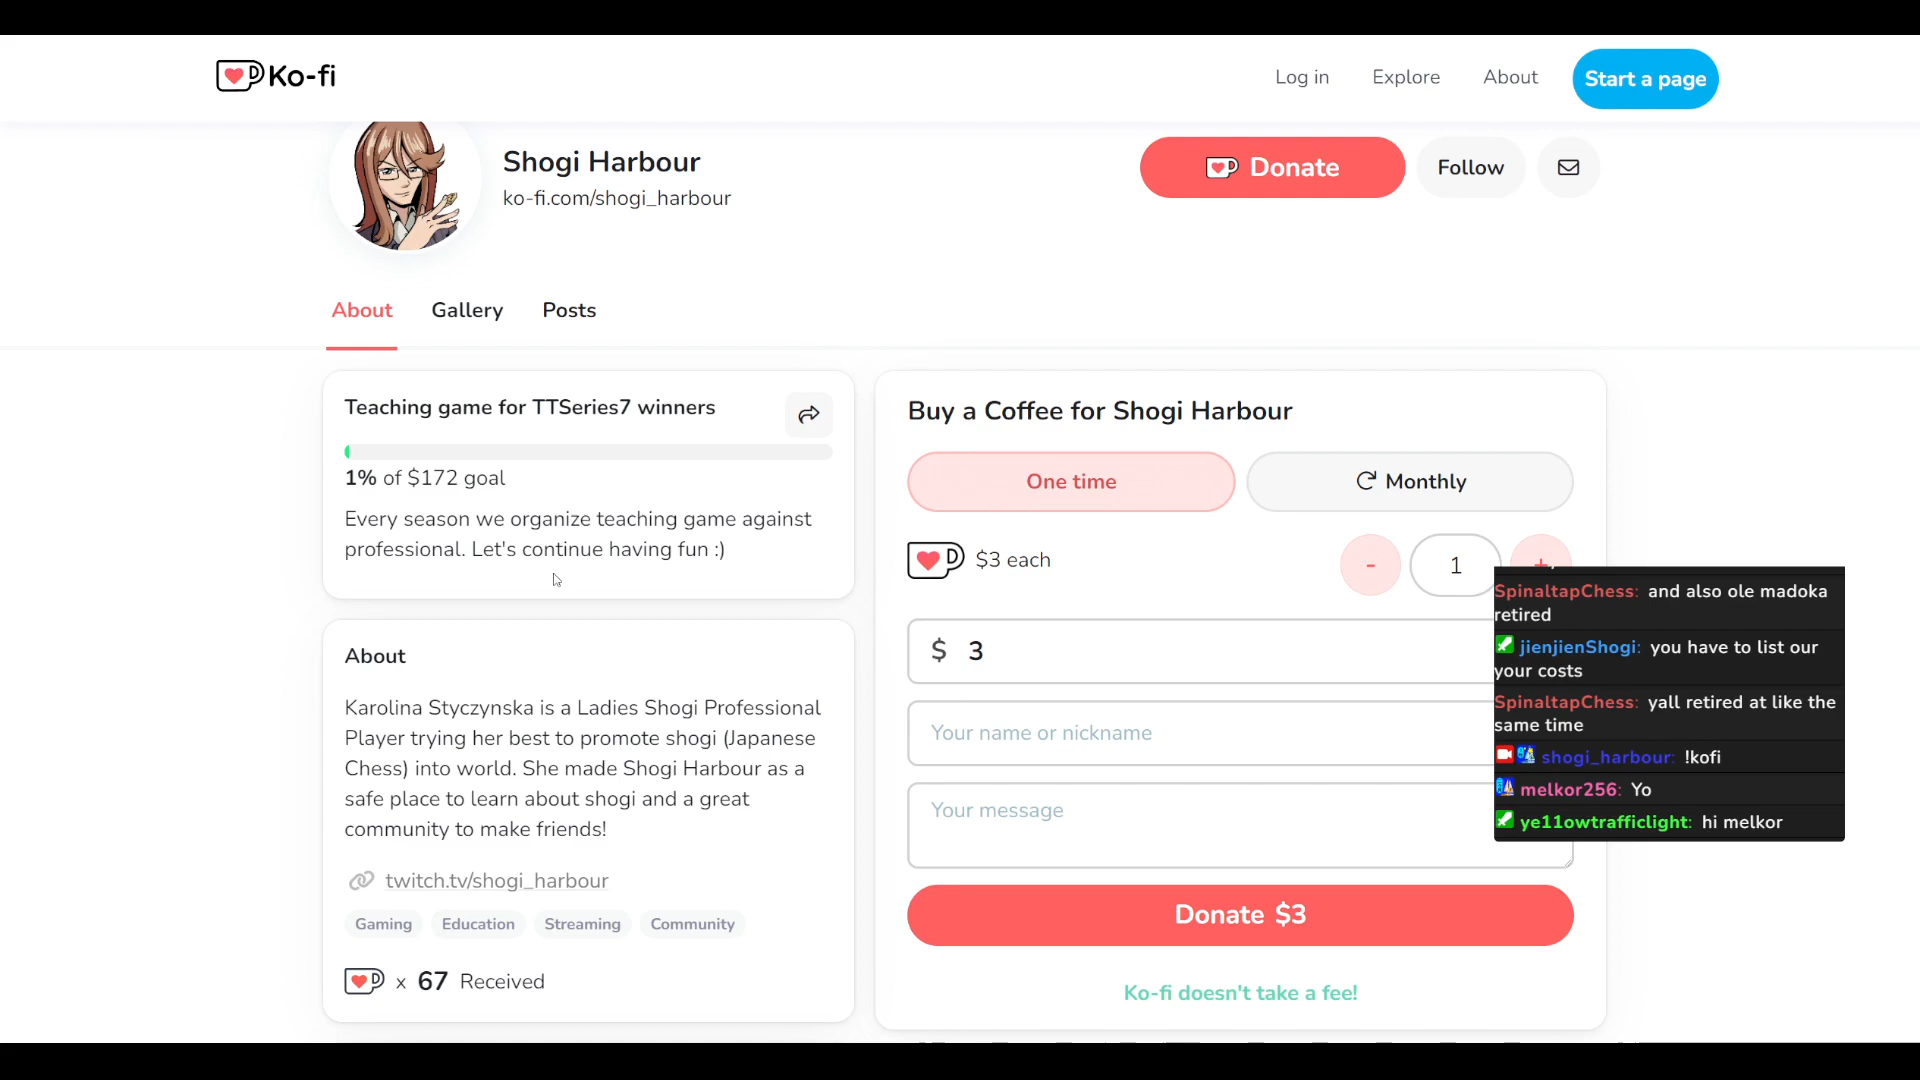 Ko-fi
Log in
Explore
About
Start a page
Shogi Harbour
ko-fi.com/shogi_harbour
Donate
Follow
About
Gallery
Posts
Teaching game for TTSeries7 winners
1% of $172 goal
Every season we organize teaching game against
professional. Let's continue having fun :)
About
Karolina Styczynska is a Ladies Shogi Professional
Player trying her best to promote shogi (Japanese
Chess) into world. She made Shogi Harbour as a
safe place to learn about shogi and a great
community to make friends!
twitch.tv/shogi_harbour
Gaming
Education
Streaming
Community
x 67 Received
Buy a Coffee for Shogi Harbour
One time
Monthly
$3 each
-
1
+
$ 3
Your name or nickname
Your message
Donate $3
Ko-fi doesn't take a fee!
SpinaltapChess: and also ole madoka
retired
jienjienShogi: you have to list our
your costs
SpinaltapChess: yall retired at like the
same time
shogi_harbour: !kofi
melkor256: Yo
ye11owtrafficlight: hi melkor